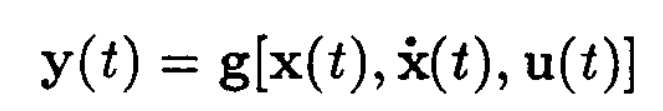 y(t) = g[x(t), ẋ(t), u(t)]